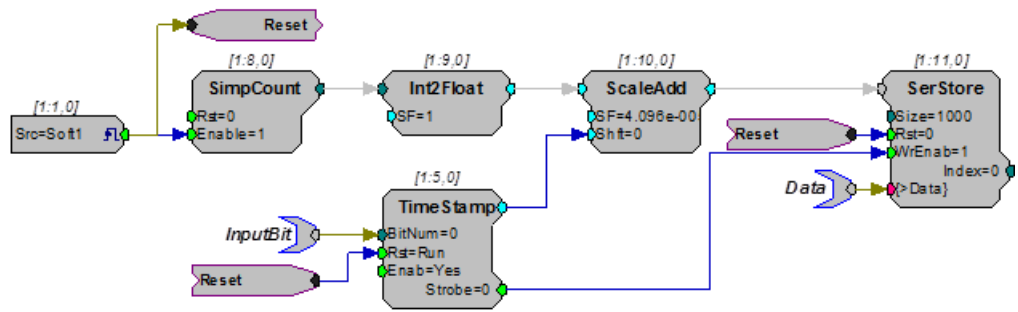 Reset
[1:8,0]
[1:9,0]
[1:10,0]
[1:11,0]
SimpCount
Int2Float
ScaleAdd
SerStore
[1:1,0]
Rst=0
SF=1
SF=4.096e-00
Size=1000
Src=Soft1
Enable=1
Shft=0
Reset
Rst=0
WrEnab=1
Index=0
[1:5,0]
Data
{>Data}
TimeStamp
InputBit
BitNum=0
Rst=Run
Reset
Enab=Yes
Strobe=0